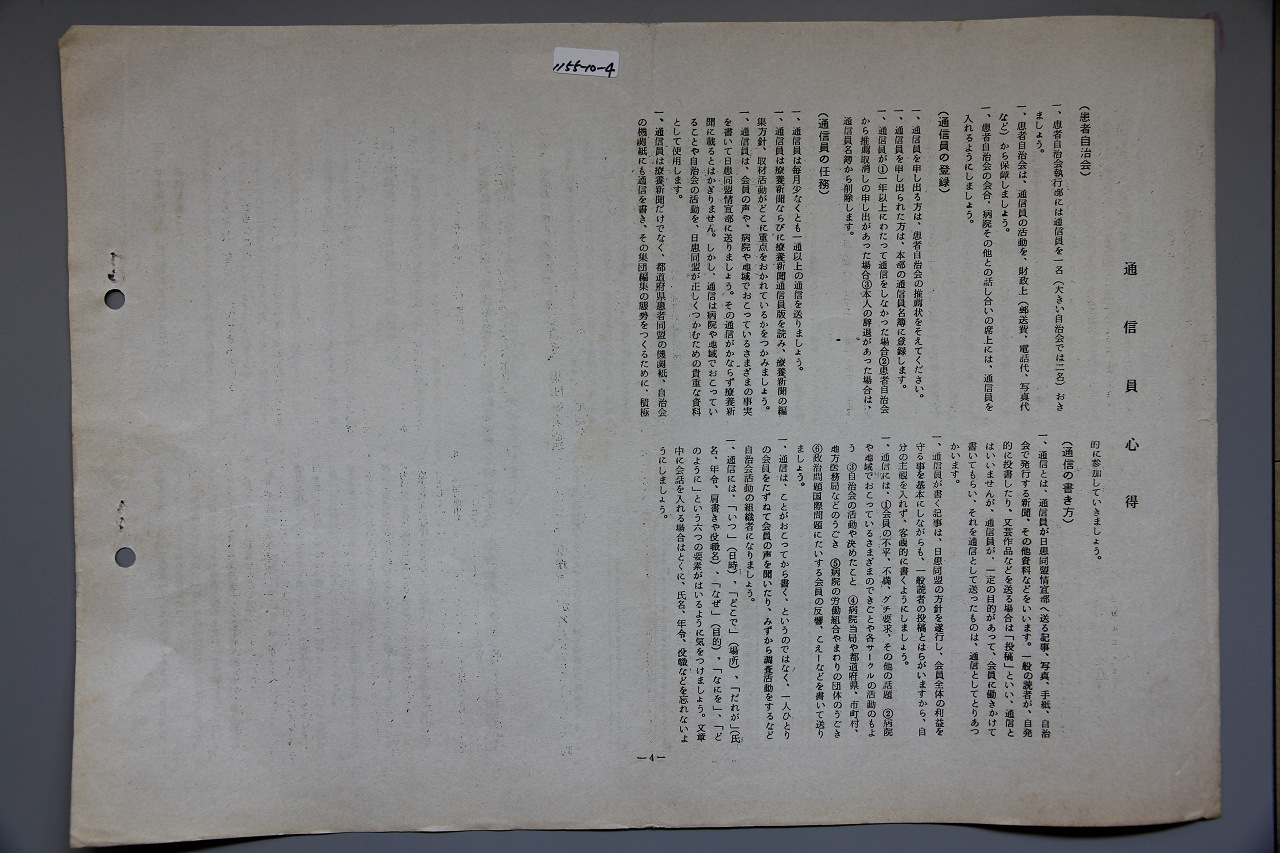 1155-10-4
通信員心得
（患者自治会）
一、患者自治会執行部には通信員を一名（大きい自治会では二名）おき
ましょう。
一、患者自治会は、通信員の活動を、財政上（郵送費、電話代、写真代
など）から保障しましょう。
一、患者自治会の会合、病院その他との話し合いの席上には、通信員を
入れるようにしましょう。
（通信員の登録）
一、通信員を申し出る方は、患者自治会の推薦状をそえてください。
一、通信員を申し出られた方は、本部の通信員名簿に登録します。
一、通信員が①一年以上にわたって通信をしなかった場合②患者自治会
から推薦取消しの申し出があった場合③本人の辞退があった場合は、
通信員名簿から削除します。
（通信員の任務）
一、通信員は毎月少なくとも一通以上の通信を送りましょう。
一、通信員は療養新聞ならびに療養新聞通信員版を読み、療養新聞の編
集方針、取材活動がどこに重点をおかれているかをつかみましょう。
一、通信員は、会員の声や、病院や地域でおこっているさまざまの事実
を書いて日患同盟情宣部に送りましょう。その通信がかならず療養新
聞に載るとはかぎりません。しかし、通信は病院や地域でおこってい
ることや自治会の活動を、日患同盟が正しくつかむための貴重な資料
として使用します。
一、通信員は療養新聞だけでなく、都道府県患者同盟の機関紙、自治会
の機関紙にも通信を書き、その集団編集の態勢をつくるために、積極
的に参加していきましょう。
（通信の書き方）
一、通信とは、通信員が日患同盟情宣部へ送る記事、写真、手紙、自治
会で発行する新聞、その他資料などをいいます。一般の読者が、自発
的に投書したり、文芸作品などを送る場合は「投稿」といい、通信と
はいいませんが、通信員が、一定の目的があって、会員に働きかけて
書いてもらい、それを通信として送ったものは、通信としてとりあつ
かいます。
一、通信員が書く記事は、日患同盟の方針を遂行し、会員全体の利益を
守る事を基本にしながらも、一般読者の投稿とはちがいますから、自
分の主観を入れず、客観的に書くようにしましょう。
一、通信には、①会員の不平、不満、グチ要求、その他の話題　②病院
や地域でおこっているさまざまのできごとや各サークルの活動のもよ
う　③自治会の活動や決めたこと　④病院当局や都道府県、市町村、
地方医務局などのうごき　⑤病院の労働組合やまわりの団体のうごき
⑥政治問題国際問題にたいする会員の反響、こえーなどを書いて送り
ましょう。
一、通信は、ことがおこってから書く、というのではなく、一人ひとり
の会員をたずねて会員の声を聞いたり、みずから調査活動をするなど
自治会活動の組織者になりましょう。
一、通信には、「いつ」（日時）、「どこで」（場所）、「だれが」（氏
名、年令、肩書きや役職名）、「なぜ」（目的）、「なにを」、「ど
のように」という六つの要素がはいるように気をつけましょう。文章
中に会話を入れる場合はとくに、氏名、年令、役職などを忘れないよ
うにしましょう。
—4—